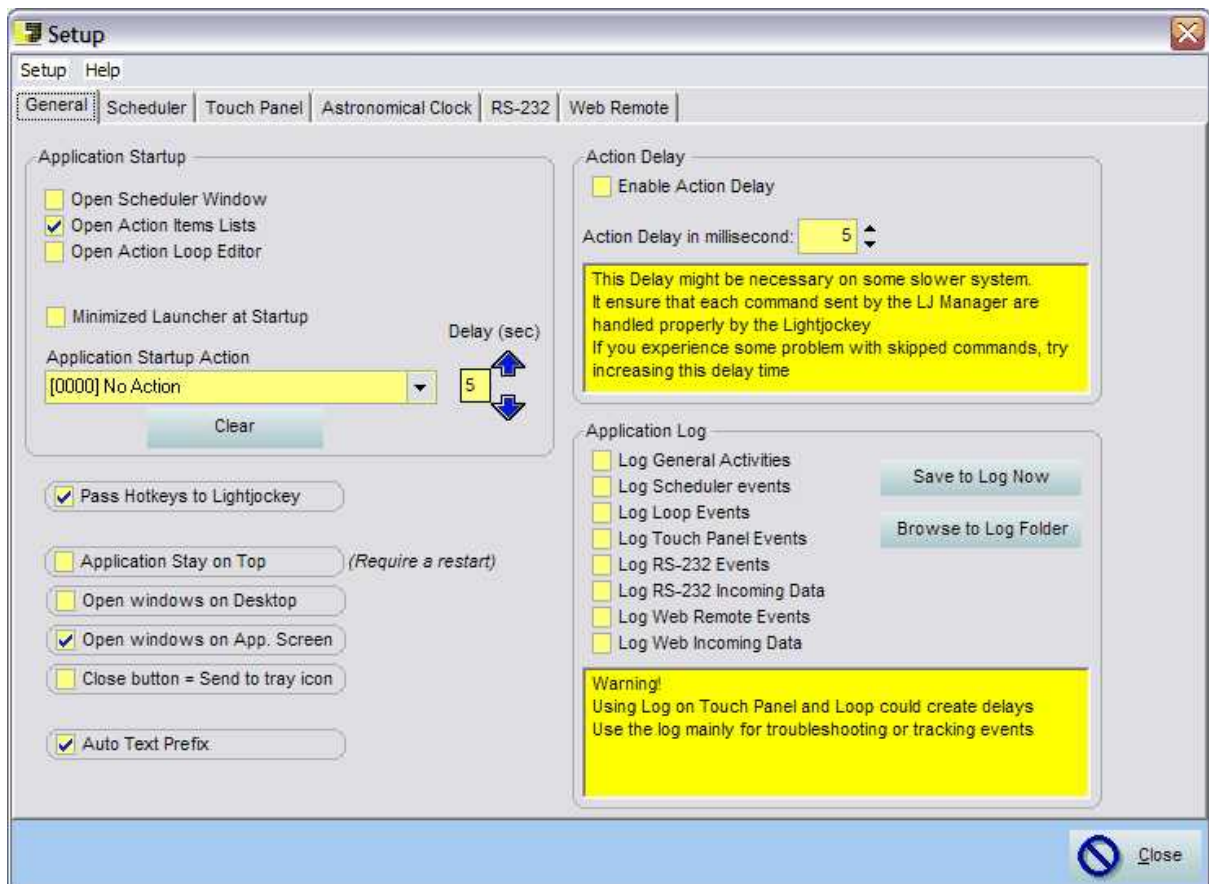 Setup
Setup Help
General Scheduler Touch Panel Astronomical Clock RS-232 Web Remote
Application Startup
Open Scheduler Window
Open Action Items Lists
Open Action Loop Editor
Minimized Launcher at Startup
Delay (sec)
Application Startup Action
[0000] No Action
5
Clear
Pass Hotkeys to Lightjockey
Application Stay on Top (Require a restart)
Open windows on Desktop
Open windows on App. Screen
Close button = Send to tray icon
Auto Text Prefix
Action Delay
Enable Action Delay
Action Delay in millisecond: 5
This Delay might be necessary on some slower system.
It ensure that each command sent by the LJ Manager are
handled properly by the Lightjockey
If you experience some problem with skipped commands, try
increasing this delay time
Application Log
Log General Activities
Log Scheduler events
Log Loop Events
Log Touch Panel Events
Log RS-232 Events
Log RS-232 Incoming Data
Log Web Remote Events
Log Web Incoming Data
Save to Log Now
Browse to Log Folder
Warning!
Using Log on Touch Panel and Loop could create delays
Use the log mainly for troubleshooting or tracking events
Close